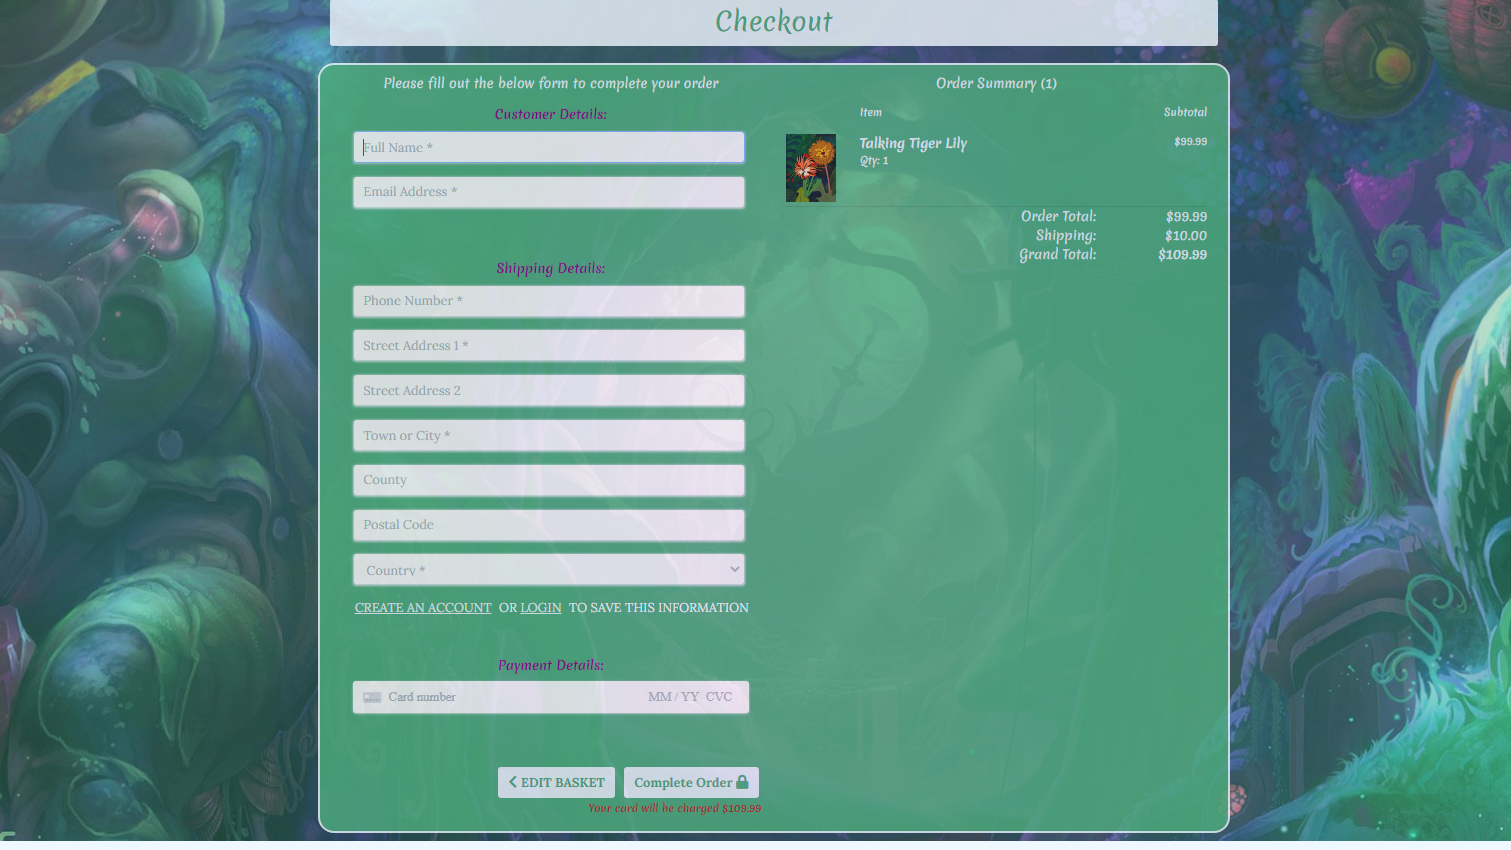 Checkout
Please fill out the below form to complete your order
Customer Details:
Full Name *
Email Address *
Shipping Details:
Phone Number *
Street Address 1 *
Street Address 2
Town or City *
County
Postal Code
Country *
CREATE AN ACCOUNT OR LOGIN TO SAVE THIS INFORMATION
Payment Details:
Card number MM / YY CVC
EDIT BASKET Complete Order
Your card will be charged $109.99
Order Summary (1)
Item Subtotal
Talking Tiger Lily $99.99
Qty: 1
Order Total: $99.99
Shipping: $10.00
Grand Total: $109.99